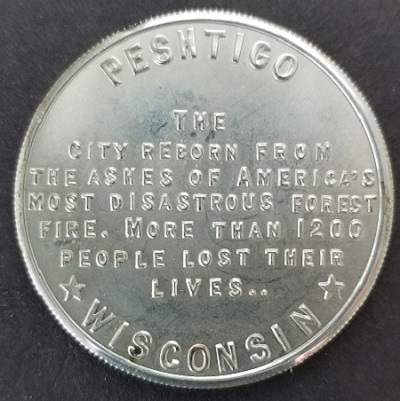 PESHTIGO
THE
CITY REBORN FROM
THE ASHES OF AMERICA'S
MOST DISASTROUS FOREST
FIRE. MORE THAN 1200
PEOPLE LOST THEIR
LIVES..
WISCONSIN